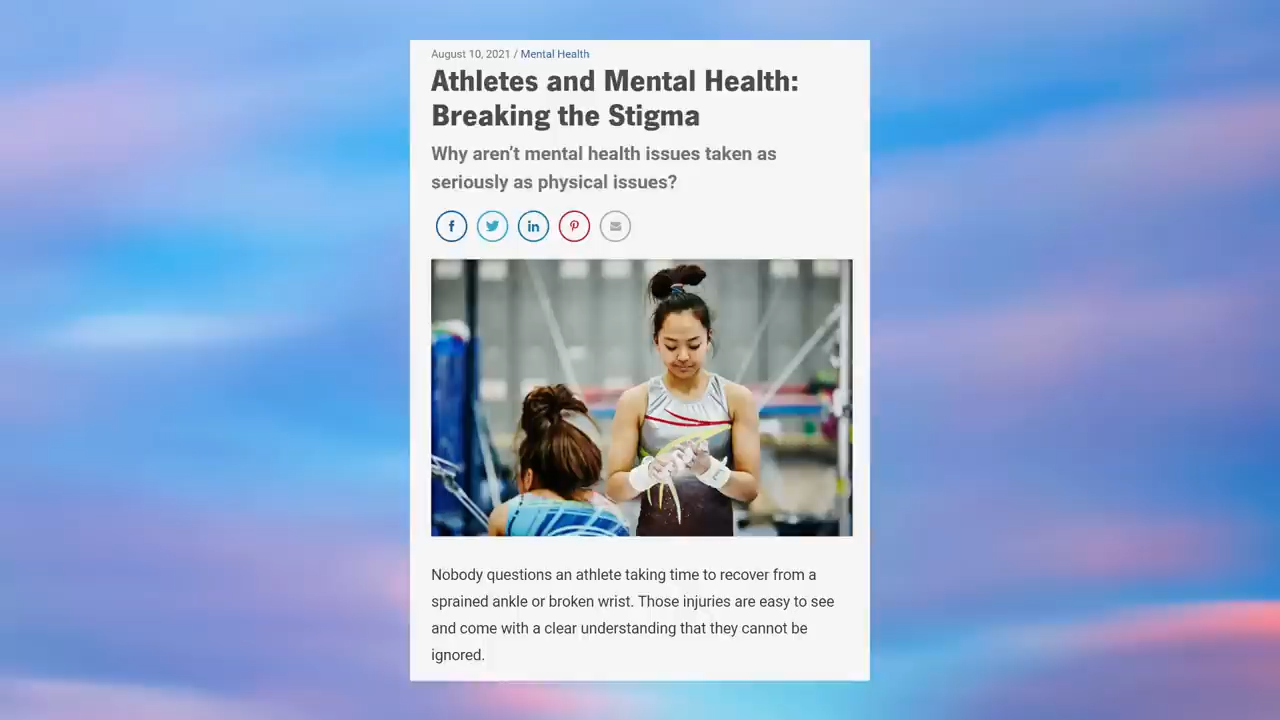 August 10, 2021 / Mental Health
Athletes and Mental Health:
Breaking the Stigma
Why aren’t mental health issues taken as
seriously as physical issues?
Nobody questions an athlete taking time to recover from a
sprained ankle or broken wrist. Those injuries are easy to see
and come with a clear understanding that they cannot be
ignored.